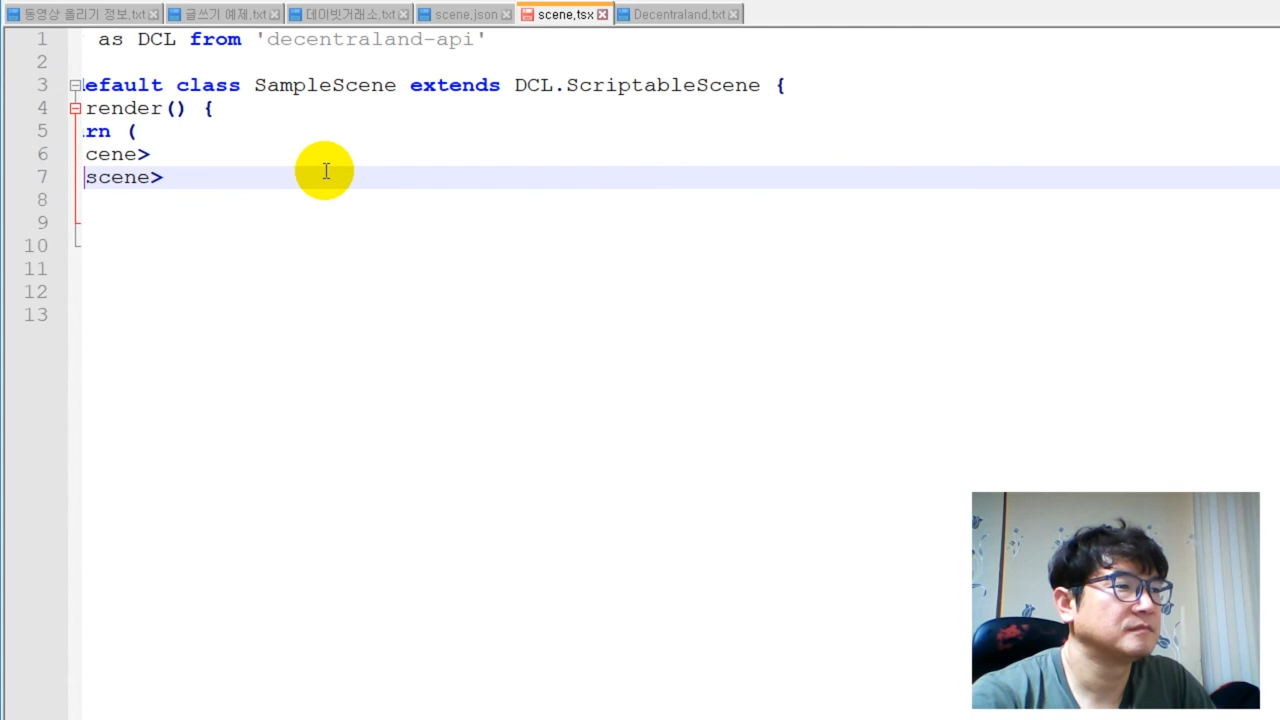 동영상 올리기 정보.txt 글쓰기 예제.txt 데이빗거래소.txt scene.json scene.tsx Decentraland.txt
1 as DCL from 'decentraland-api'
2
3 default class SampleScene extends DCL.ScriptableScene {
4 render() {
5 rn (
6 cene>
7 scene>
8
9
10
11
12
13